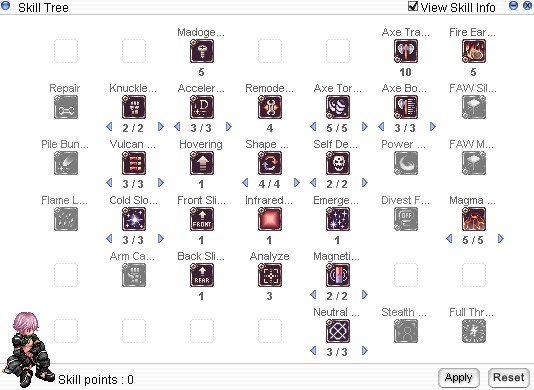 Skill Tree
View Skill Info
Madoge... Axe Tra... Fire Ear...
5 10 5
Repair Knuckle... Acceler... Remode... Axe Tor... Axe Bo... FAW Sil...
2 / 2 3 / 3 4 5 / 5 3 / 3
Pile Bun... Vulcan ... Hovering Shape ... Self De... Power ... FAW M...
3 / 3 1 4 / 4 2 / 2
Flame L... Cold Slo... Front Sli... Infrared... Emerge... Divest F... Magma ...
FRONT OFF
3 / 3 1 1 1 5 / 5
Arm Ca... Back Sli... Analyze Magneti...
REAR
1 3 2 / 2
Neutral ... Stealth ... Full Thr...
3 / 3
Skill points : 0
Apply Reset